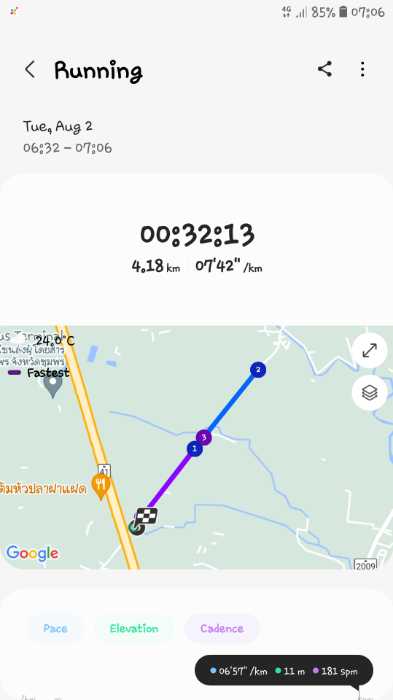 4G 85% 07:06
Running
Tue, Aug 2
06:32 – 07:06
00:32:13
4.18 km 07'42" /km
24.0°C
Fastest
2
3
1
41
ต้มหัวปลาฝาแฝด
Google
2009
Pace Elevation Cadence
06'57" /km 11 m 181 spm